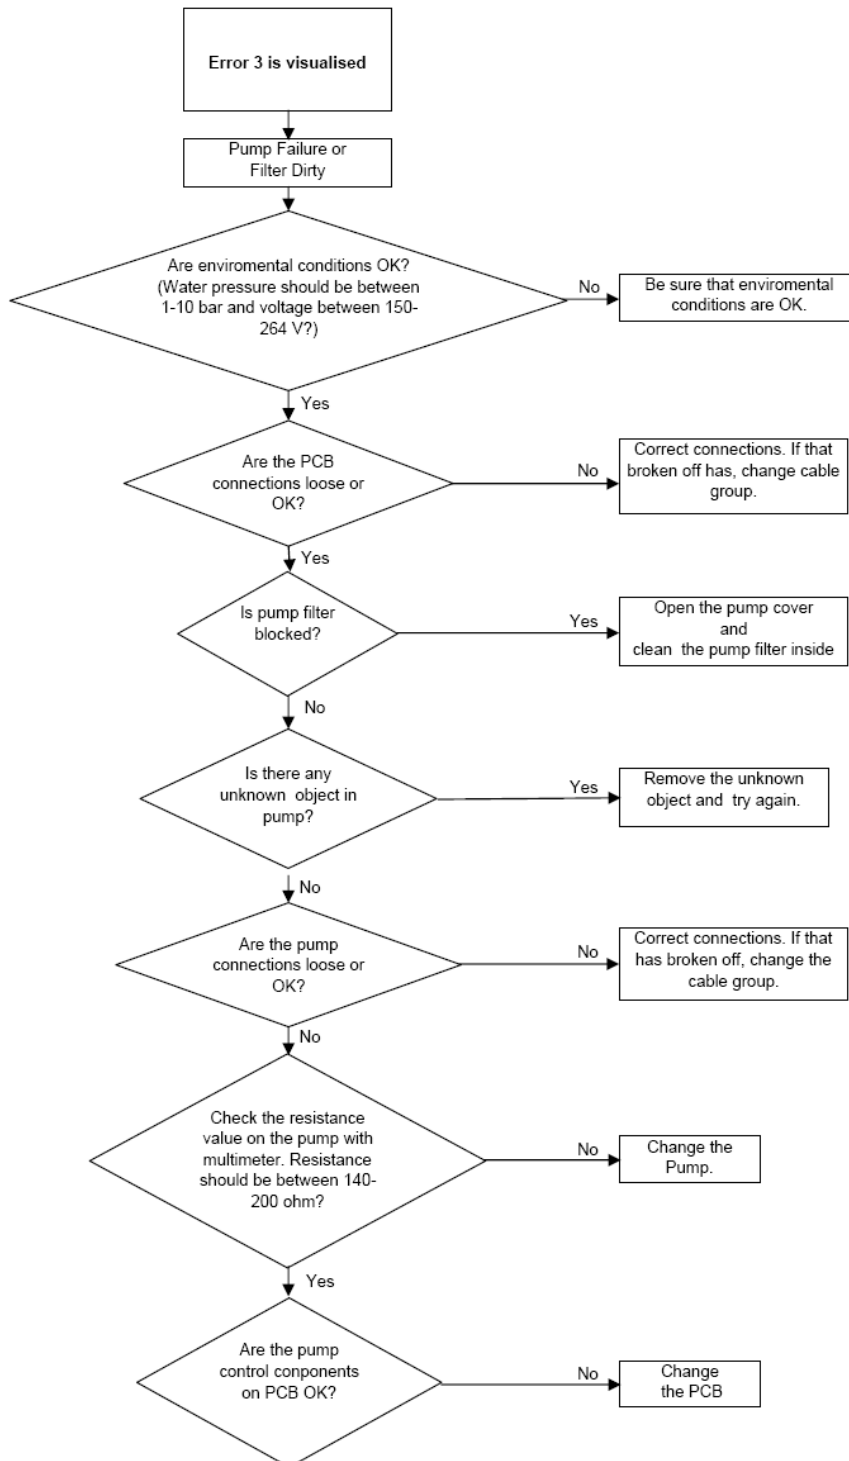 Error 3 is visualised
Pump Failure or
Filter Dirty
Are enviromental conditions OK?
(Water pressure should be between
1-10 bar and voltage between 150-
264 V?)
No
Be sure that enviromental
conditions are OK.
Yes
Are the PCB
connections loose or
OK?
No
Correct connections. If that
broken off has, change cable
group.
Yes
Is pump filter
blocked?
Yes
Open the pump cover
and
clean the pump filter inside
No
Is there any
unknown object in
pump?
Yes
Remove the unknown
object and try again.
No
Are the pump
connections loose or
OK?
No
Correct connections. If that
has broken off, change the
cable group.
No
Check the resistance
value on the pump with
multimeter. Resistance
should be between 140-
200 ohm?
No
Change the
Pump.
Yes
Are the pump
control components
on PCB OK?
No
Change
the PCB